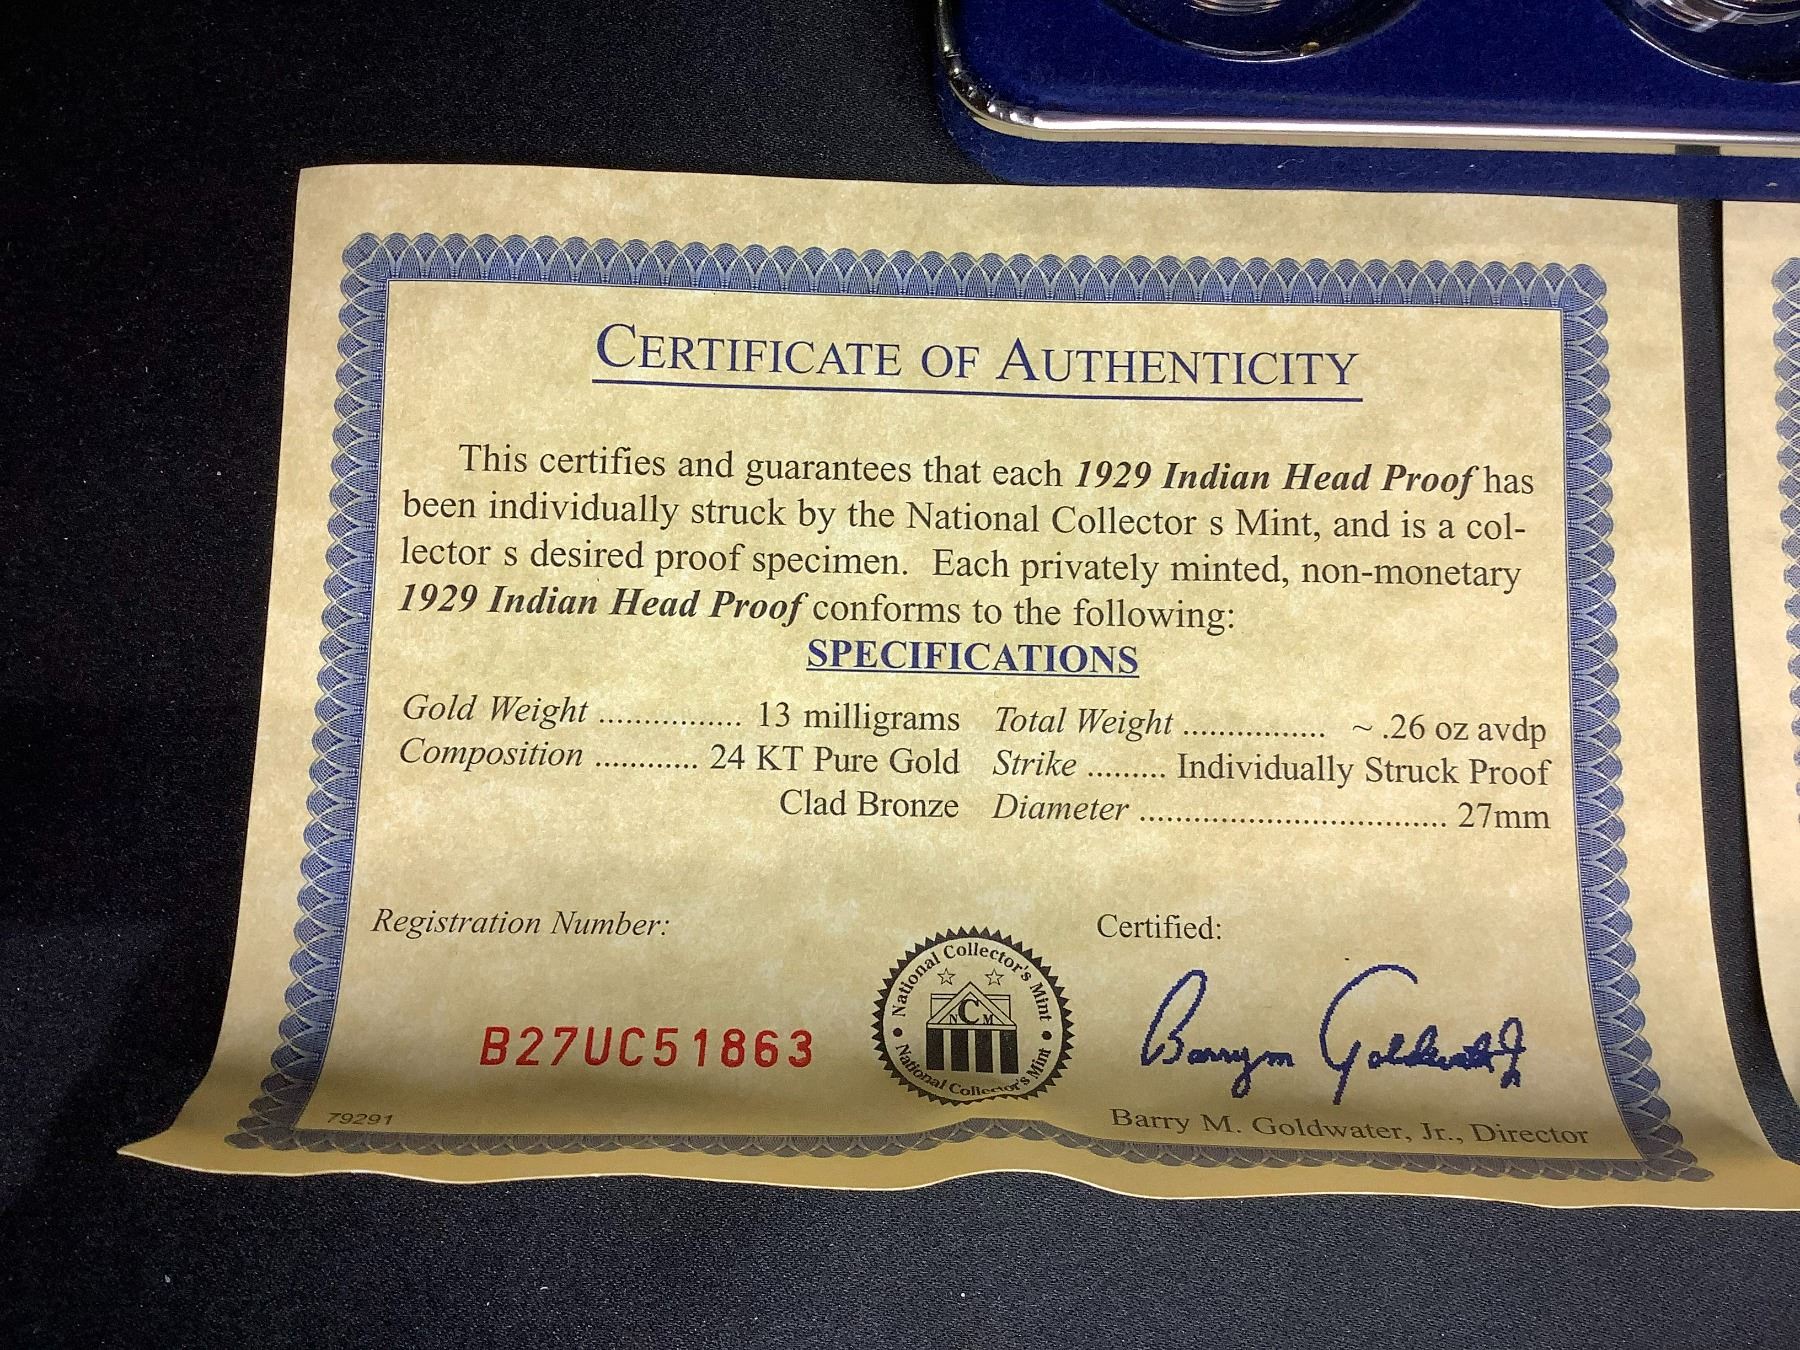 CERTIFICATE OF AUTHENTICITY
This certifies and guarantees that each 1929 Indian Head Proof has
been individually struck by the National Collector s Mint, and is a col-
lector s desired proof specimen. Each privately minted, non-monetary
1929 Indian Head Proof conforms to the following:
SPECIFICATIONS
Gold Weight ................ 13 milligrams
Composition ............ 24 KT Pure Gold
Clad Bronze
Total Weight ................ ~ .26 oz avdp
Strike ......... Individually Struck Proof
Diameter .................................. 27mm
Registration Number:
B27UC51863
79291
National Collector's Mint
NCM
National Collector's Mint
Certified:
Barry M Goldwater Jr
Barry M. Goldwater, Jr., Director